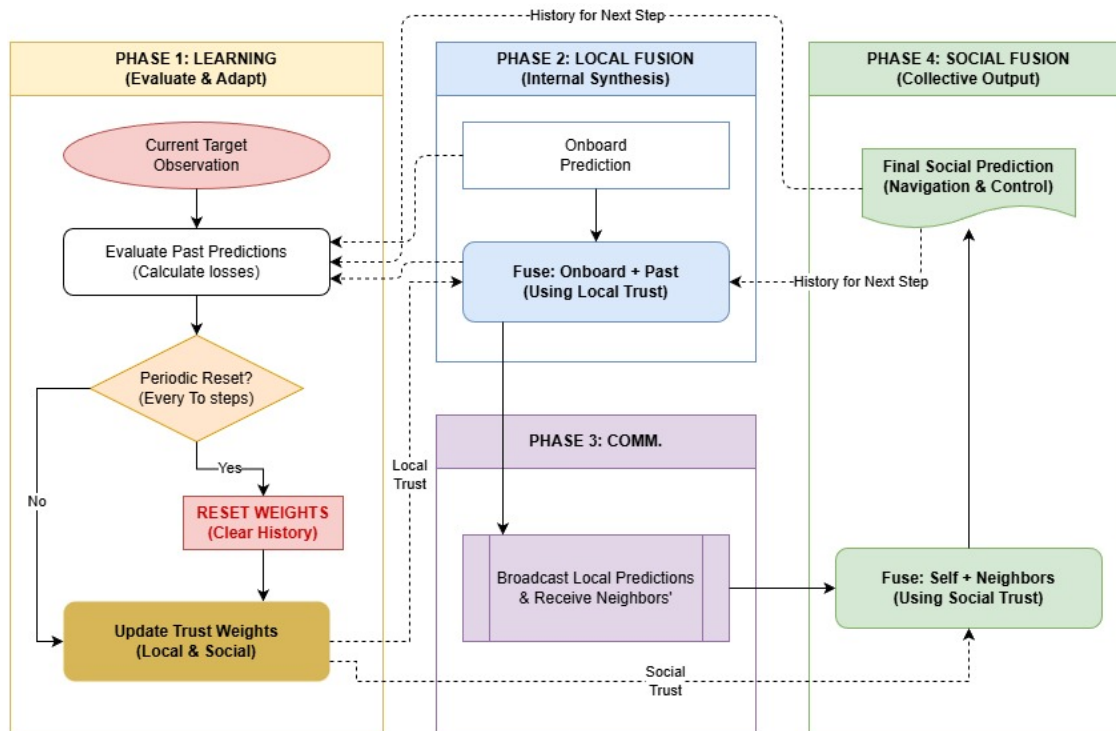 History for Next Step
PHASE 1: LEARNING
(Evaluate & Adapt)
Current Target
Observation
Evaluate Past Predictions
(Calculate losses)
Periodic Reset?
(Every To steps)
Yes
No
RESET WEIGHTS
(Clear History)
Update Trust Weights
(Local & Social)
PHASE 2: LOCAL FUSION
(Internal Synthesis)
Onboard
Prediction
Fuse: Onboard + Past
(Using Local Trust)
Local
Trust
PHASE 3: COMM.
Broadcast Local Predictions
& Receive Neighbors'
Social
Trust
PHASE 4: SOCIAL FUSION
(Collective Output)
Final Social Prediction
(Navigation & Control)
History for Next Step
Fuse: Self + Neighbors
(Using Social Trust)